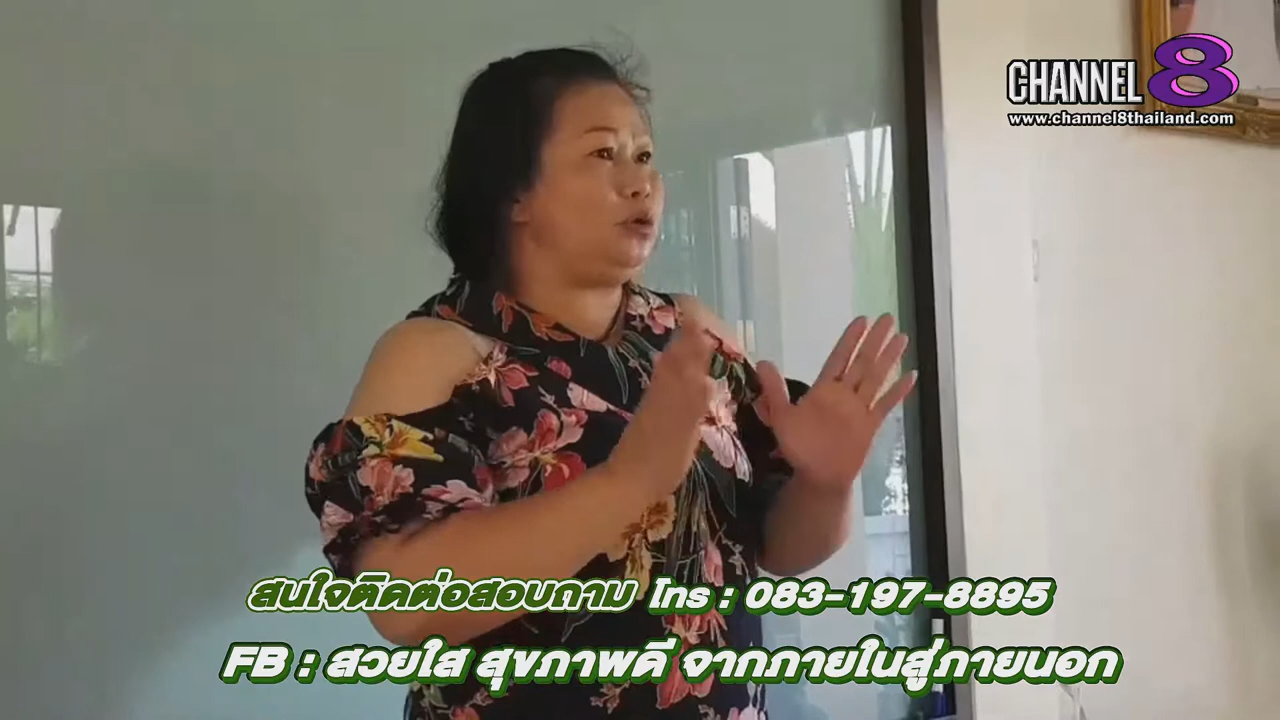 CHANNEL 8
www.channel8thailand.com
สนใจติดต่อสอบถาม โทร : 083-197-8895
FB : สวยใส สุขภาพดี จากภายในสู่ภายนอก